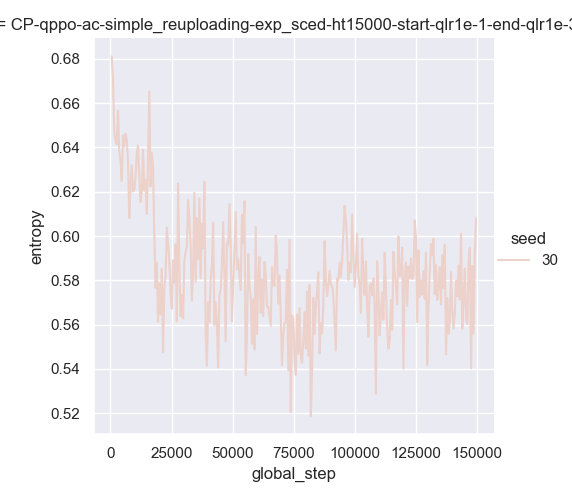 = CP-qppo-ac-simple_reuploading-exp_sced-ht15000-start-qlr1e-1-end-qlr1e-3
0.68
0.66
0.64
0.62
0.60
0.58
0.56
0.54
0.52
entropy
0 25000 50000 75000 100000 125000 150000
global_step
seed
30